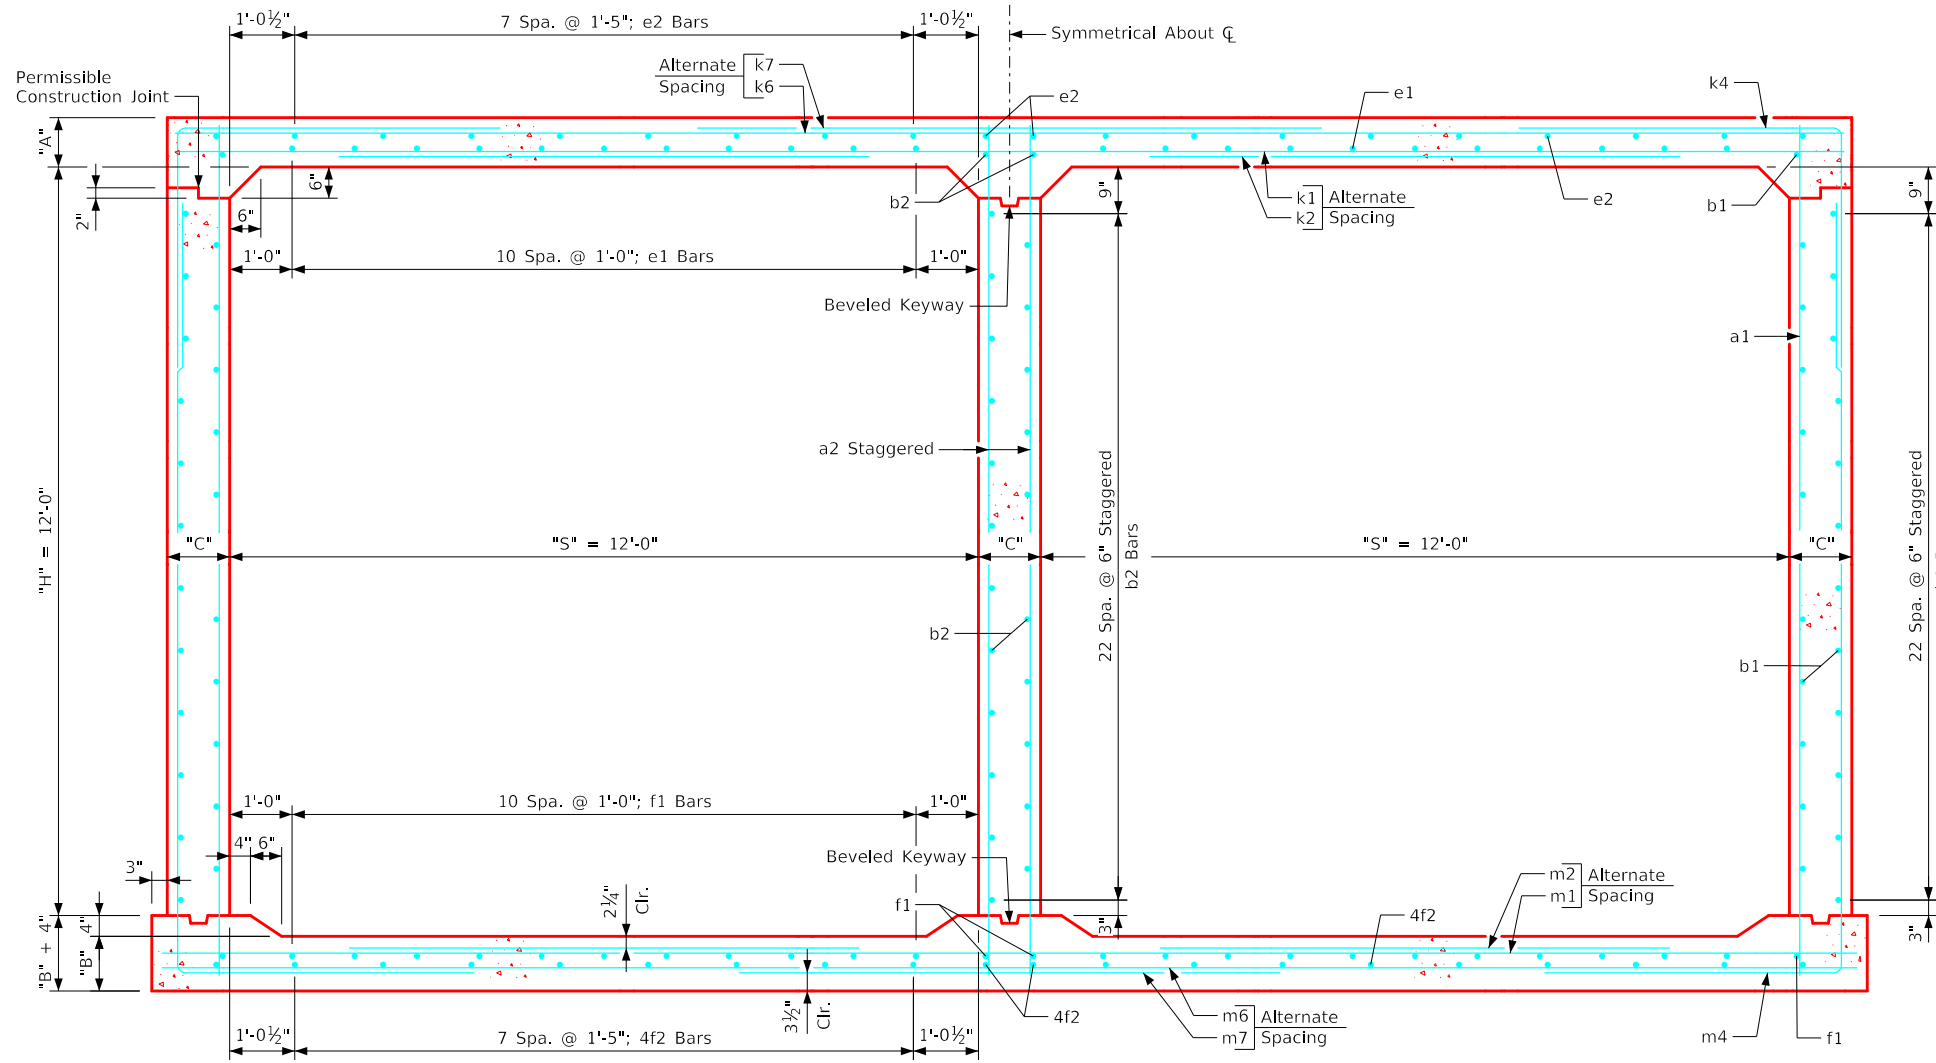 1'-0½"
7 Spa. @ 1'-5"; e2 Bars
1'-0½"
Symmetrical About ℄
Permissible
Construction Joint
Alternate
Spacing
k7
k6
e2
e1
k4
"A"
6"
2"
6"
b2
9"
k1
k2
Alternate
Spacing
e2
b1
9"
1'-0"
10 Spa. @ 1'-0"; e1 Bars
1'-0"
Beveled Keyway
a1
a2 Staggered
"H" = 12'-0"
"C"
"S" = 12'-0"
"C"
22 Spa. @ 6" Staggered
b2 Bars
"S" = 12'-0"
"C"
22 Spa. @ 6" Staggered
b2
b1
1'-0"
10 Spa. @ 1'-0"; f1 Bars
1'-0"
4"
6"
3"
Beveled Keyway
2¼"
Clr.
f1
m2
m1
Alternate
Spacing
4f2
3"
3"
"B" + 4"
4"
"B"
3½"
Clr.
4f2
m6
m7
Alternate
Spacing
m4
f1
1'-0½"
7 Spa. @ 1'-5"; 4f2 Bars
1'-0½"